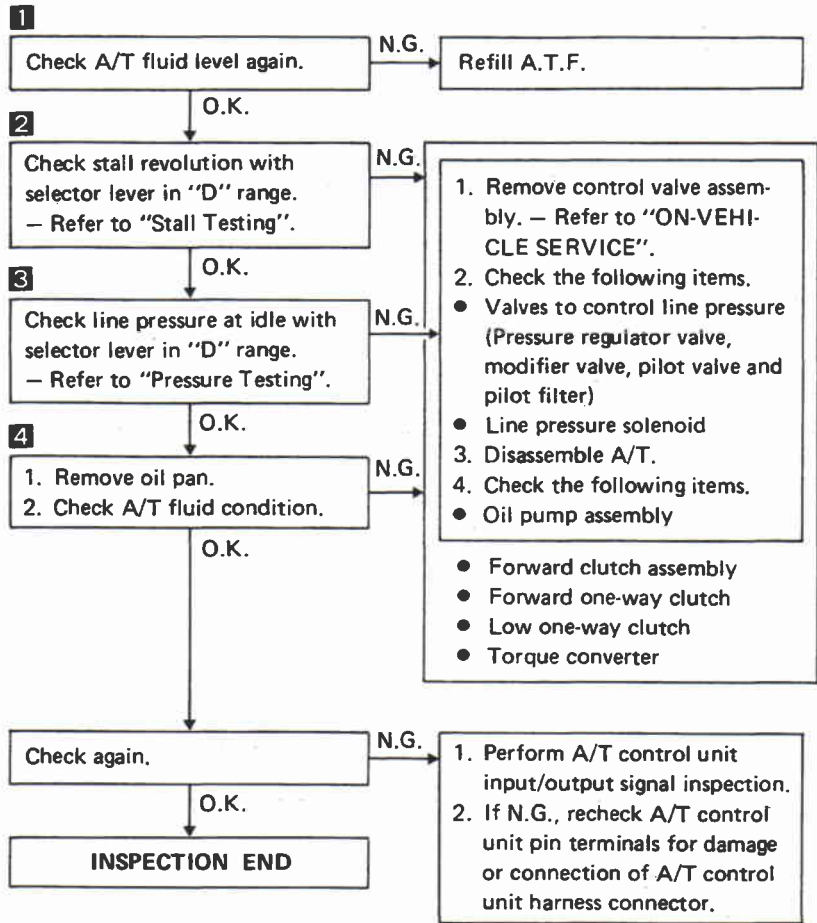 1
Check A/T fluid level again.
N.G.
Refill A.T.F.
O.K.
2
Check stall revolution with
selector lever in "D" range.
— Refer to "Stall Testing".
N.G.
O.K.
3
Check line pressure at idle with
selector lever in "D" range.
— Refer to "Pressure Testing".
N.G.
O.K.
4
1. Remove oil pan.
2. Check A/T fluid condition.
N.G.
O.K.
1. Remove control valve assem-
bly. — Refer to "ON-VEHI-
CLE SERVICE".
2. Check the following items.
● Valves to control line pressure
(Pressure regulator valve,
modifier valve, pilot valve and
pilot filter)
● Line pressure solenoid
3. Disassemble A/T.
4. Check the following items.
● Oil pump assembly
● Forward clutch assembly
● Forward one-way clutch
● Low one-way clutch
● Torque converter
Check again.
N.G.
O.K.
INSPECTION END
1. Perform A/T control unit
input/output signal inspection.
2. If N.G., recheck A/T control
unit pin terminals for damage
or connection of A/T control
unit harness connector.